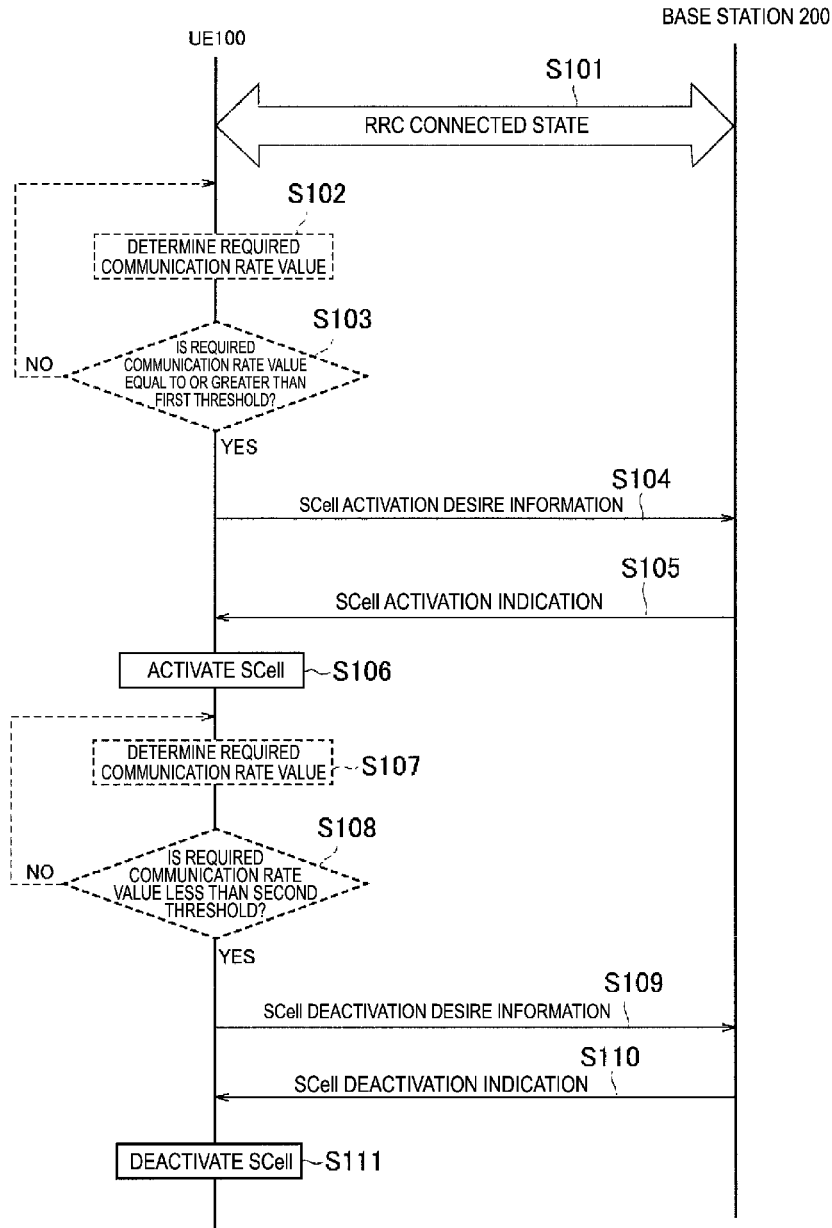 BASE STATION 200
UE100
S101
RRC CONNECTED STATE
S102
DETERMINE REQUIRED
COMMUNICATION RATE VALUE
S103
IS REQUIRED
COMMUNICATION RATE VALUE
EQUAL TO OR GREATER THAN
FIRST THRESHOLD?
NO
YES
S104
SCell ACTIVATION DESIRE INFORMATION
S105
SCell ACTIVATION INDICATION
ACTIVATE SCell
S106
DETERMINE REQUIRED
COMMUNICATION RATE VALUE
S107
S108
IS REQUIRED
COMMUNICATION RATE
VALUE LESS THAN SECOND
THRESHOLD?
NO
YES
S109
SCell DEACTIVATION DESIRE INFORMATION
S110
SCell DEACTIVATION INDICATION
DEACTIVATE SCell
S111